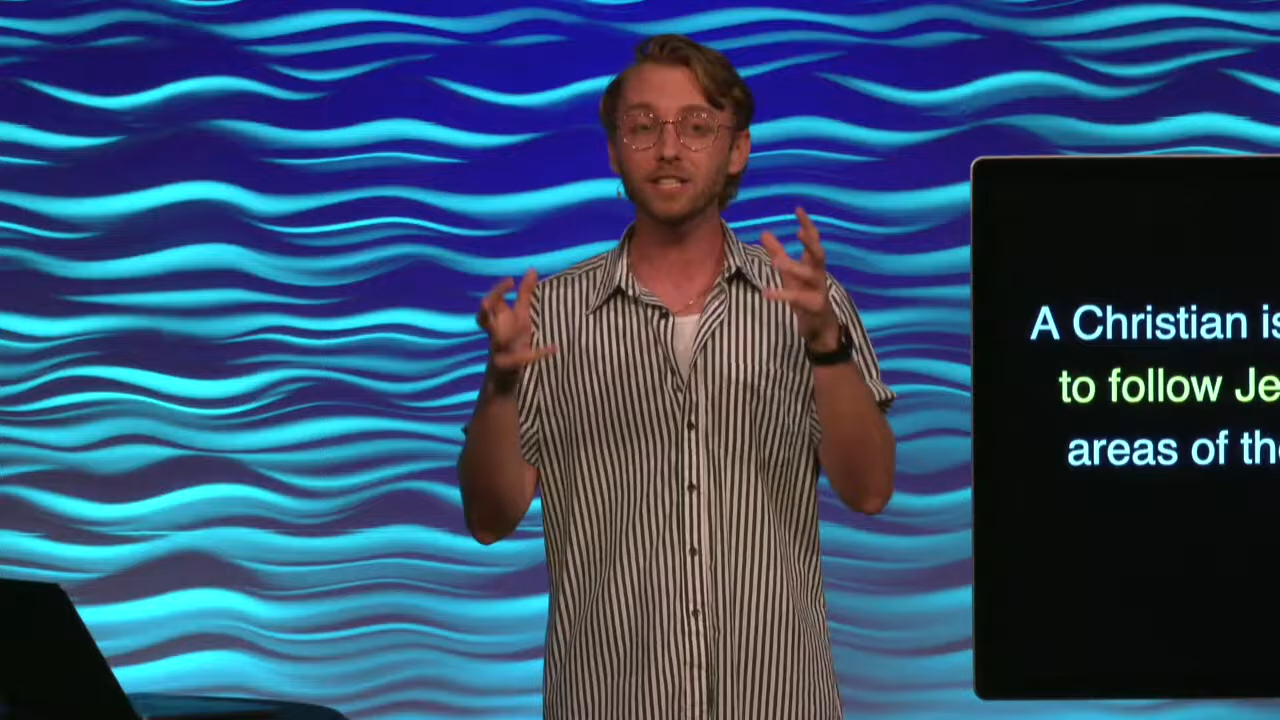 A Christian is
to follow Je
areas of the